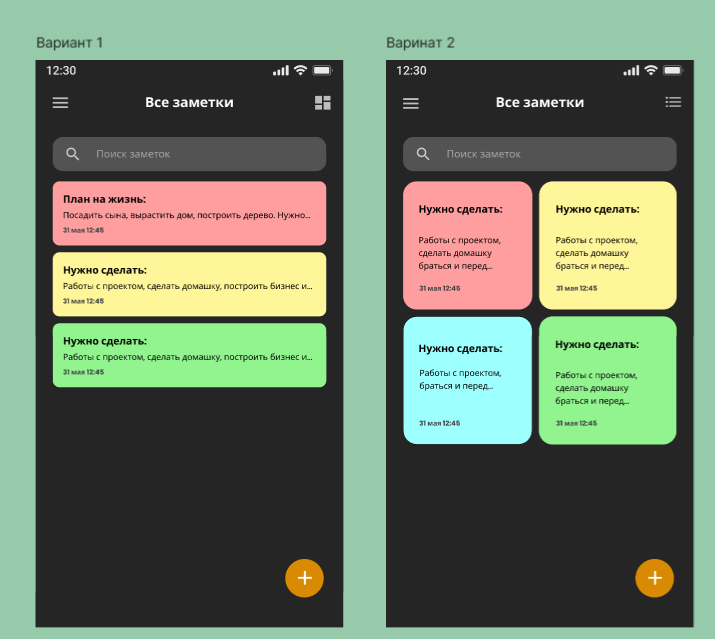 Вариант 1
12:30
Все заметки
Поиск заметок
План на жизнь:
Посадить сына, вырастить дом, построить дерево. Нужно...
31 мая 12:45
Нужно сделать:
Работы с проектом, сделать домашку, построить бизнес и...
31 мая 12:45
Нужно сделать:
Работы с проектом, сделать домашку, построить бизнес и...
31 мая 12:45
Варинат 2
12:30
Все заметки
Поиск заметок
Нужно сделать:
Работы с проектом,
сделать домашку
браться и перед...
31 мая 12:45
Нужно сделать:
Работы с проектом,
сделать домашку
браться и перед...
31 мая 12:45
Нужно сделать:
Работы с проектом,
браться и перед...
31 мая 12:45
Нужно сделать:
Работы с проектом,
сделать домашку
браться и перед...
31 мая 12:45